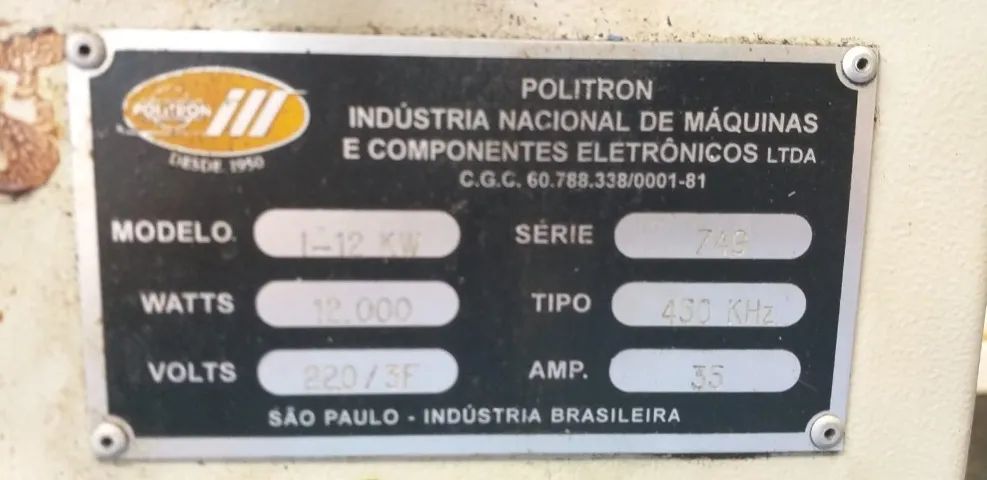 POLITRON
DESDE 1950
POLITRON
INDÚSTRIA NACIONAL DE MÁQUINAS
E COMPONENTES ELETRÔNICOS LTDA
C.G.C. 60.788.338/0001-81
MODELO I-12 KW SÉRIE 749
WATTS 12.000 TIPO 450 KHz
VOLTS 220/3F AMP. 35
SÃO PAULO - INDÚSTRIA BRASILEIRA